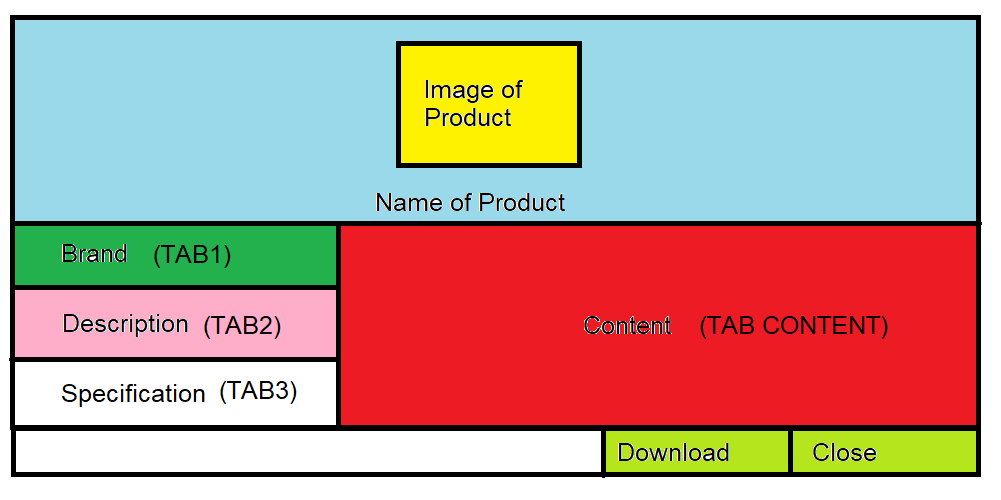 Image of
Product
Name of Product
Brand (TAB1)
Description (TAB2)
Specification (TAB3)
Content (TAB CONTENT)
Download
Close